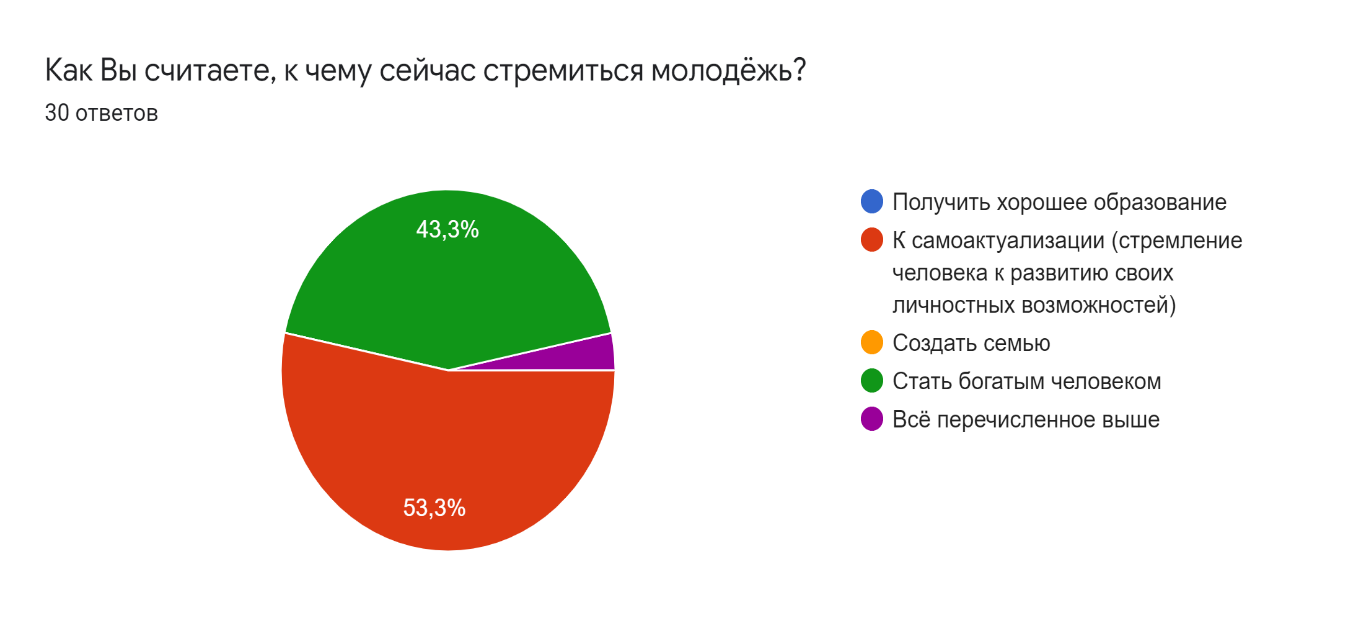 Как Вы считаете, к чему сейчас стремиться молодёжь?
30 ответов
43,3%
53,3%
Получить хорошее образование
К самоактуализации (стремление
человека к развитию своих
личностных возможностей)
Создать семью
Стать богатым человеком
Всё перечисленное выше